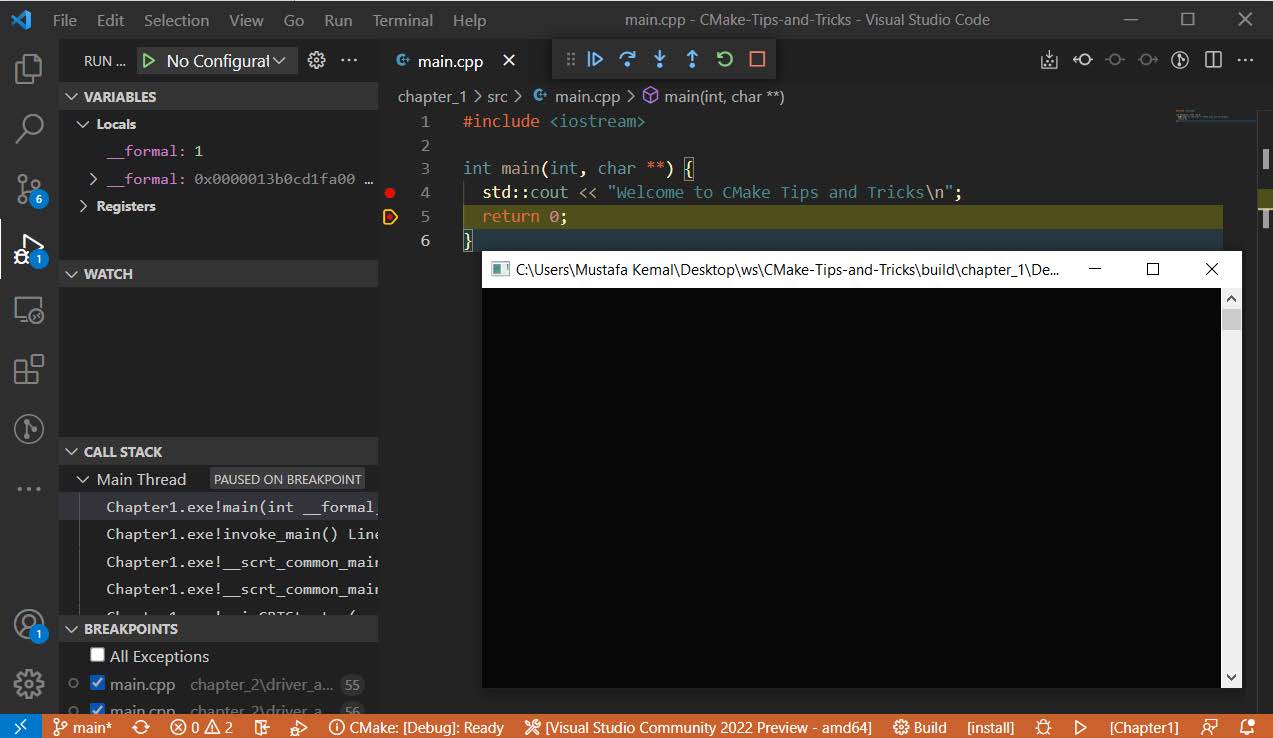 File Edit Selection View Go Run Terminal Help main.cpp - CMake-Tips-and-Tricks - Visual Studio Code
RUN ... No Configurat
main.cpp
VARIABLES
Locals
__formal: 1
__formal: 0x0000013b0cd1fa00 ...
Registers
WATCH
CALL STACK
Main Thread PAUSED ON BREAKPOINT
Chapter1.exe!main(int __formal_
Chapter1.exe!invoke_main() Line
Chapter1.exe!__scrt_common_main
Chapter1.exe!__scrt_common_main
BREAKPOINTS
All Exceptions
main.cpp chapter_2\driver_a... 55
main.cpp chapter_2\driver_a... 56
6
1
1
chapter_1 > src > main.cpp > main(int, char **)
1 #include <iostream>
2
3 int main(int, char **) {
4 std::cout << "Welcome to CMake Tips and Tricks\n";
5 return 0;
6 }
C:\Users\Mustafa Kemal\Desktop\ws\CMake-Tips-and-Tricks\build\chapter_1\De...
main* 0 2 CMake: [Debug]: Ready [Visual Studio Community 2022 Preview - amd64] Build [install] [Chapter1]